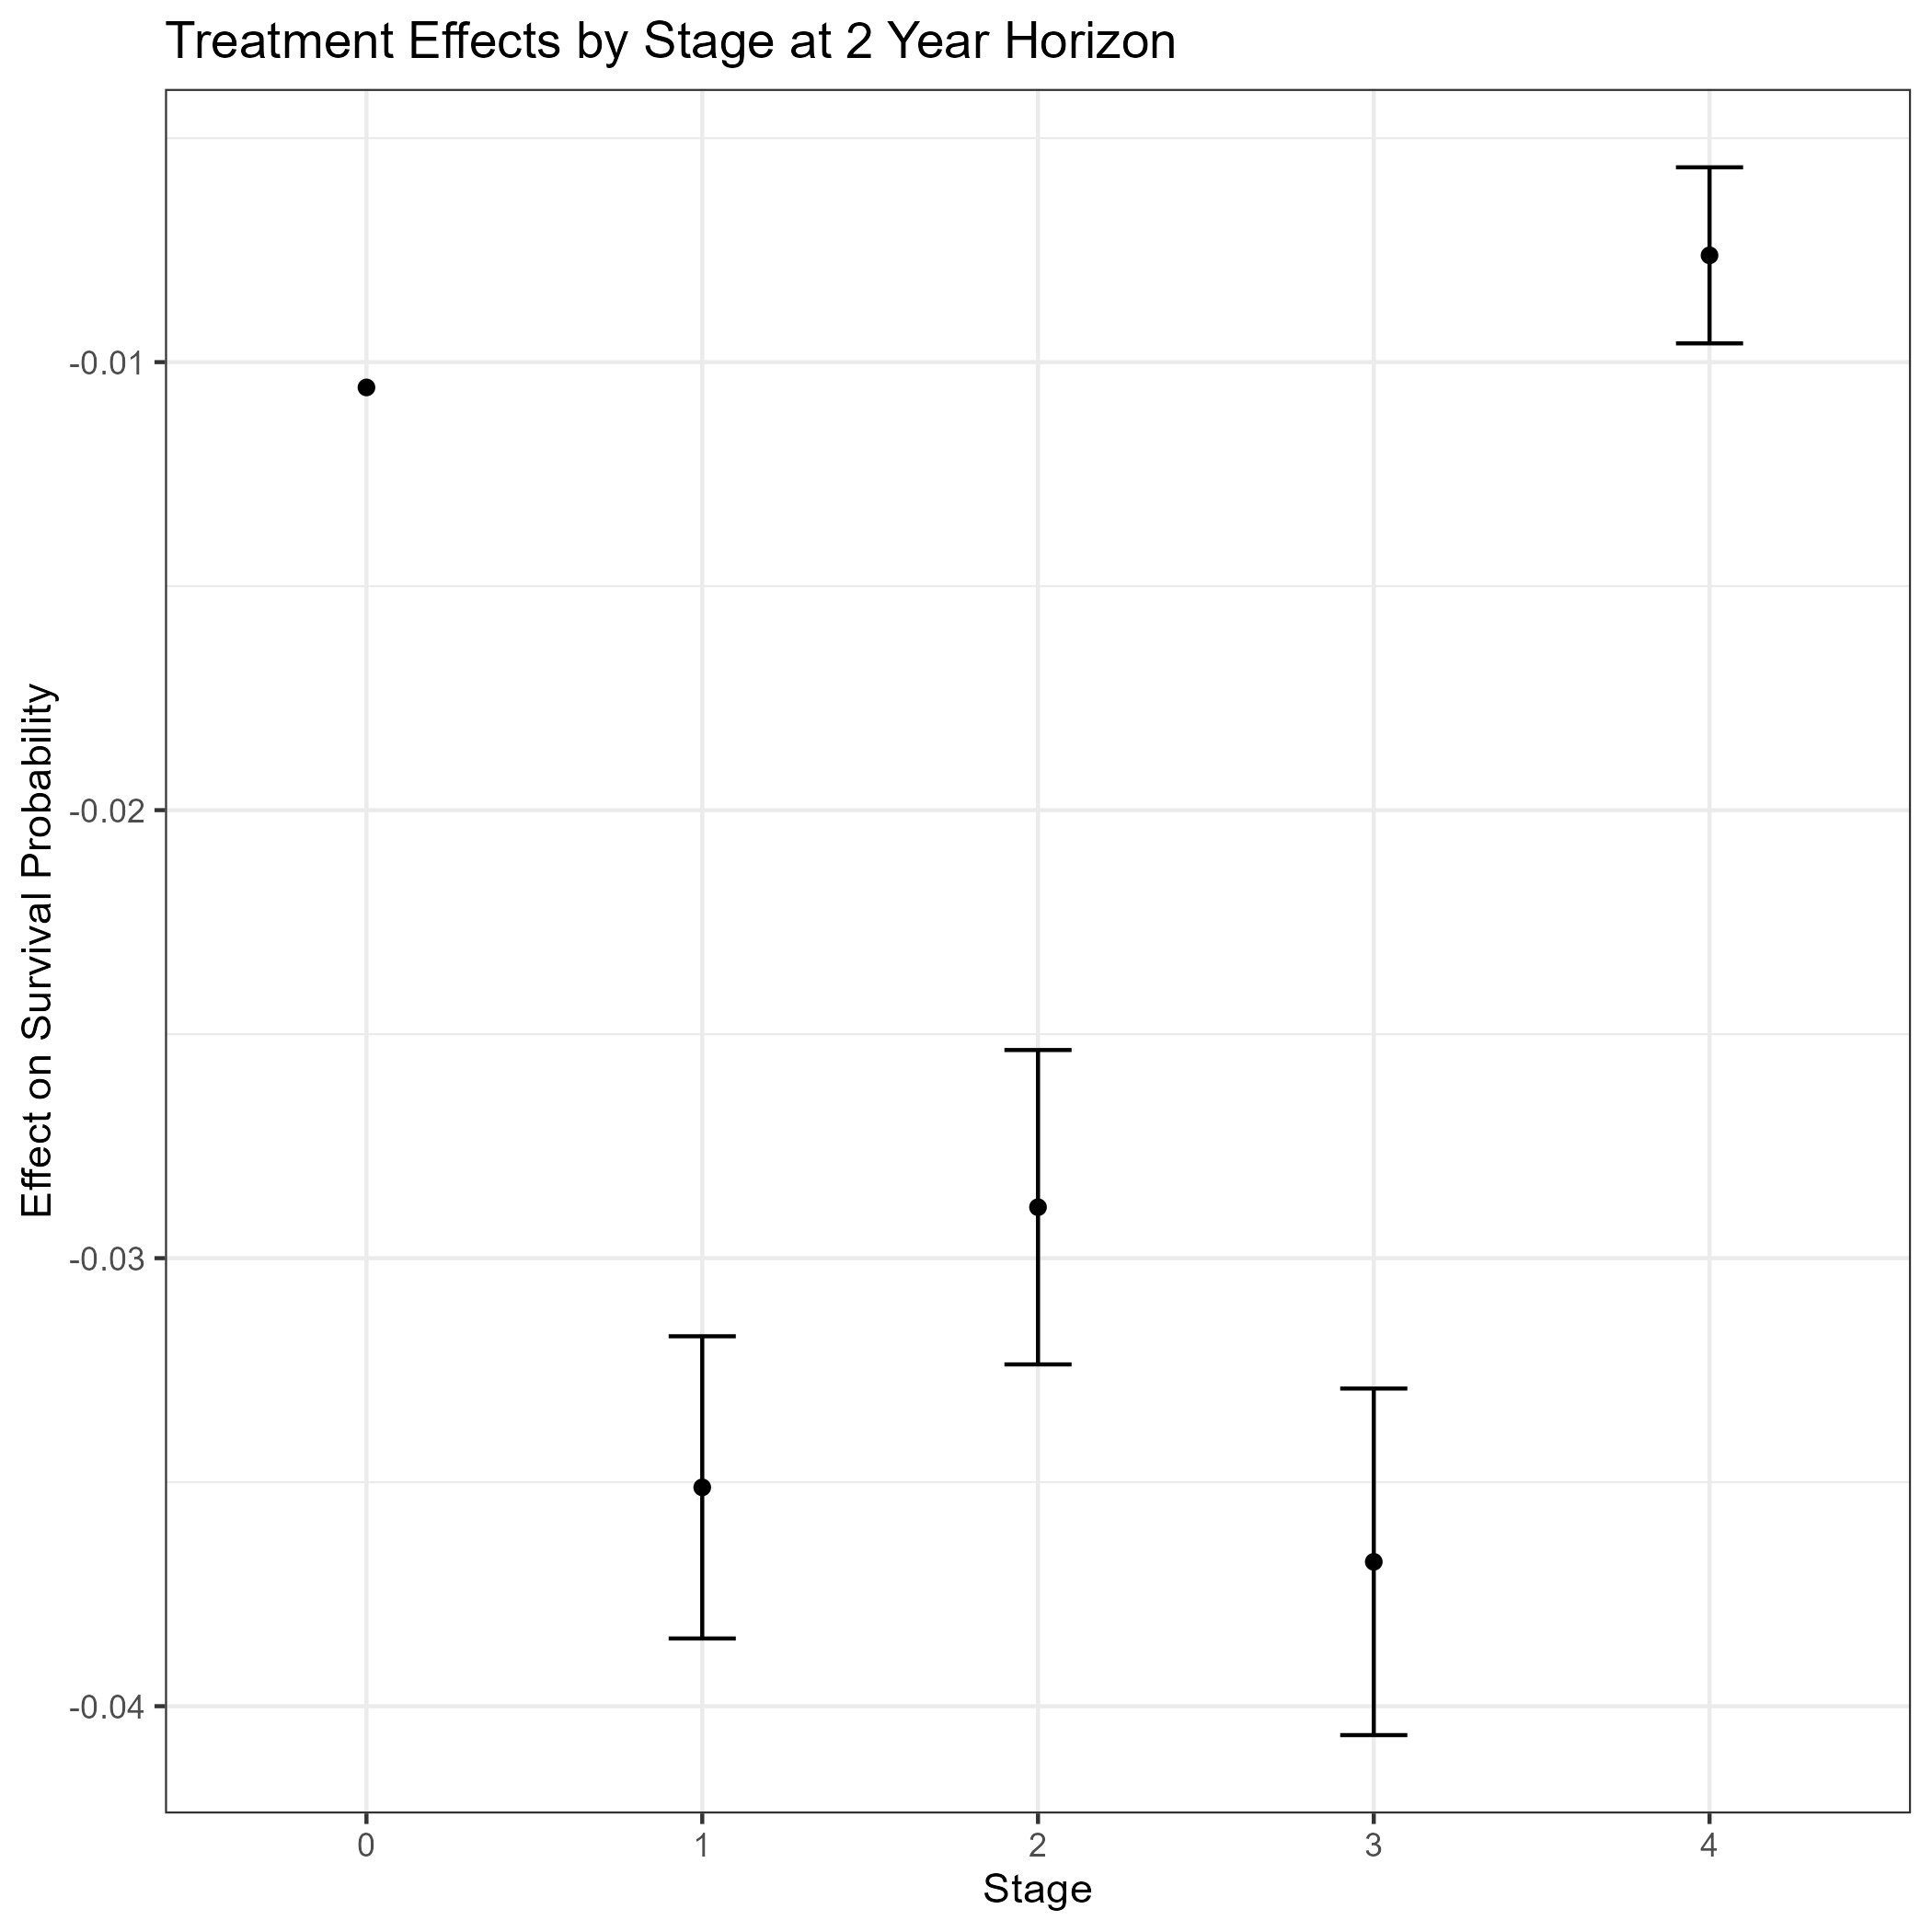 Treatment Effects by Stage at 2 Year Horizon
Effect on Survival Probability
-0.01
-0.02
-0.03
-0.04
0 1 2 3 4
Stage